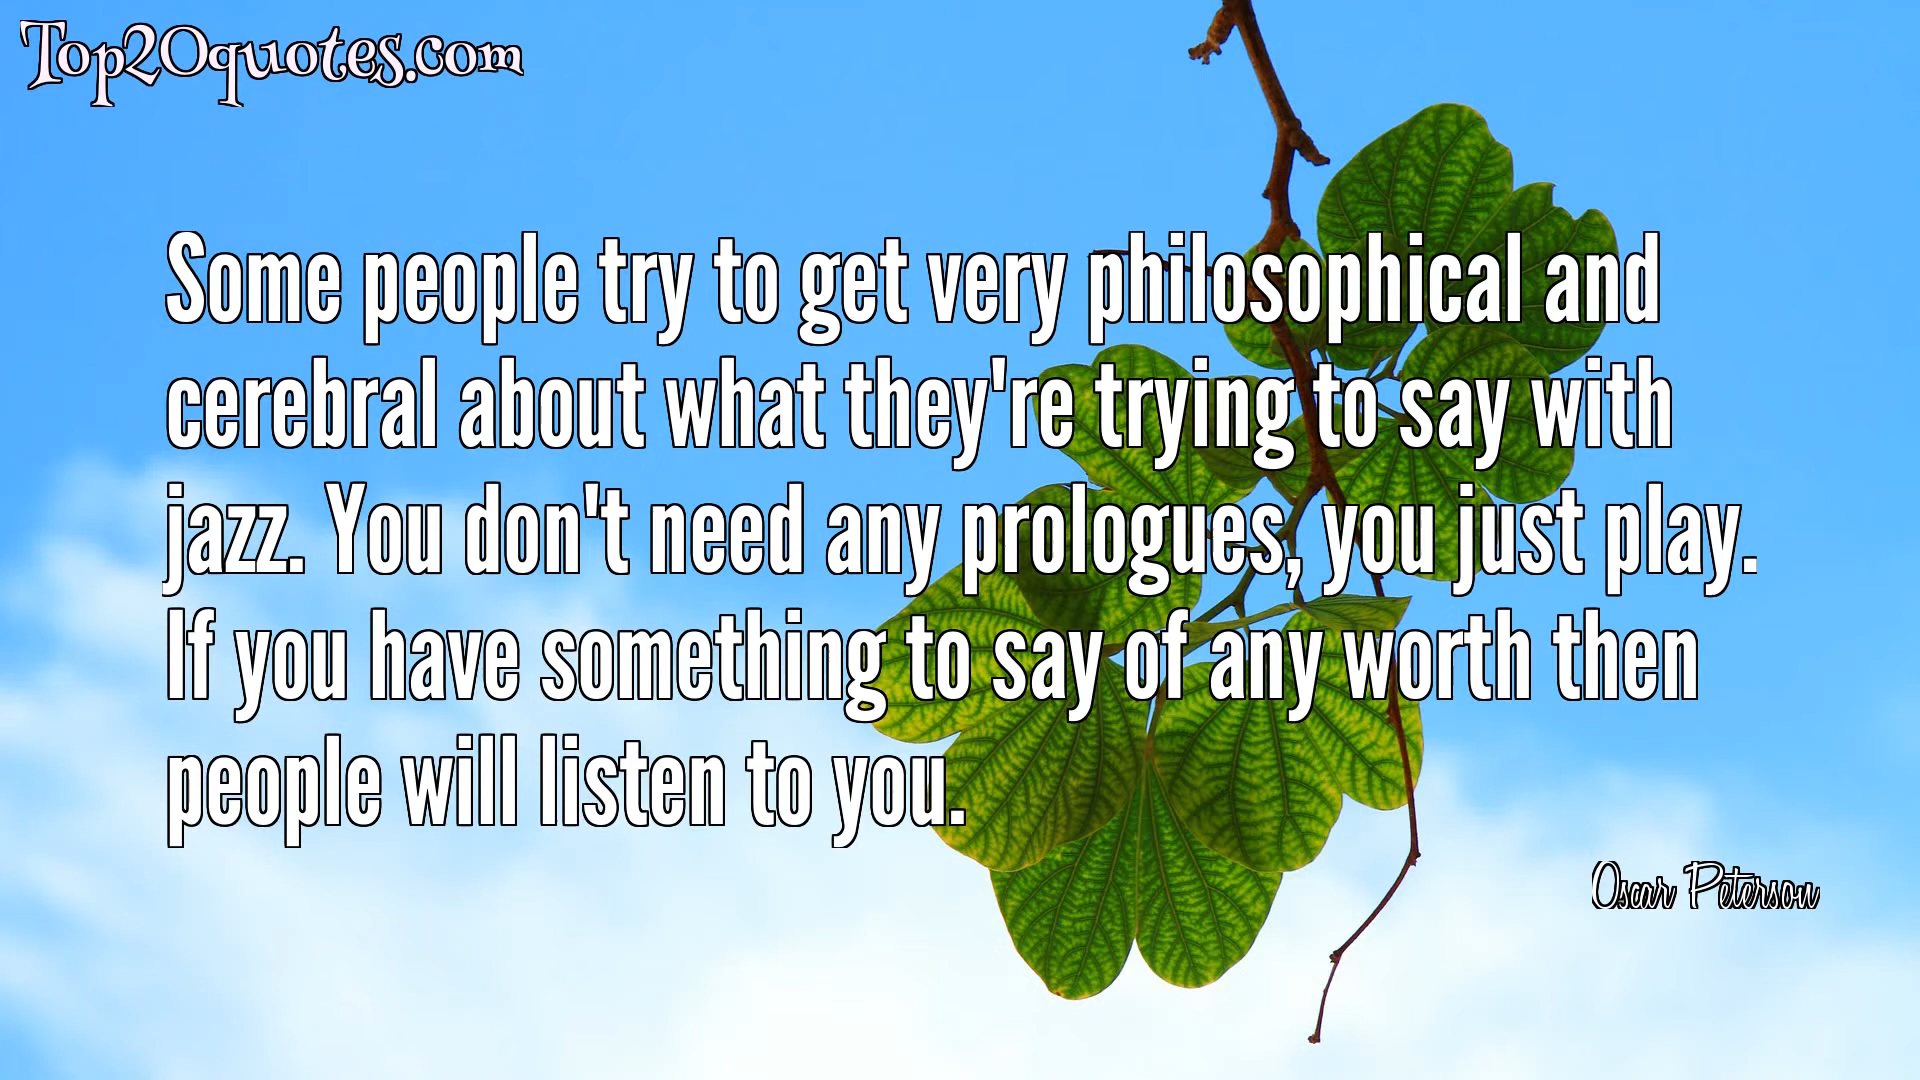 Top20quotes.com
Some people try to get very philosophical and
cerebral about what they're trying to say with
jazz. You don't need any prologues, you just play.
If you have something to say of any worth then
people will listen to you.
Oscar Peterson